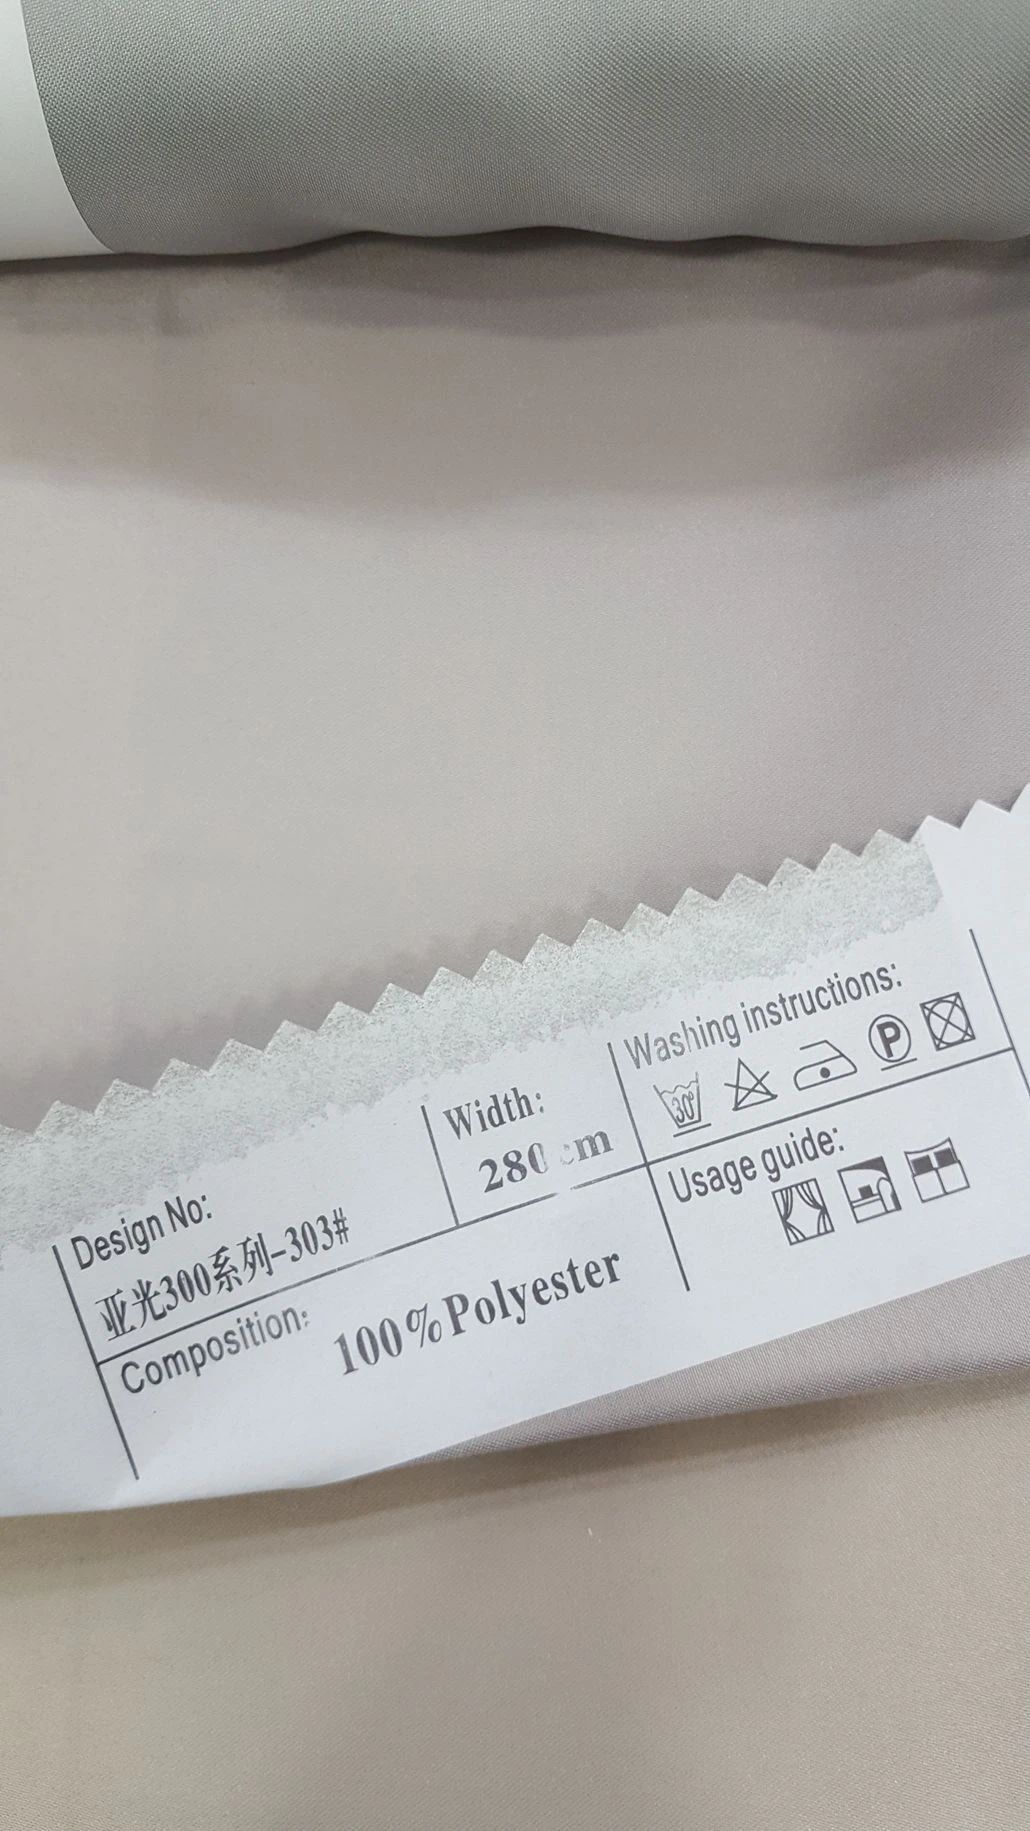 Design No:
亚光300系列-303#
Width:
280 cm
Washing instructions:
30°
P
Composition:
100%Polyester
Usage guide: